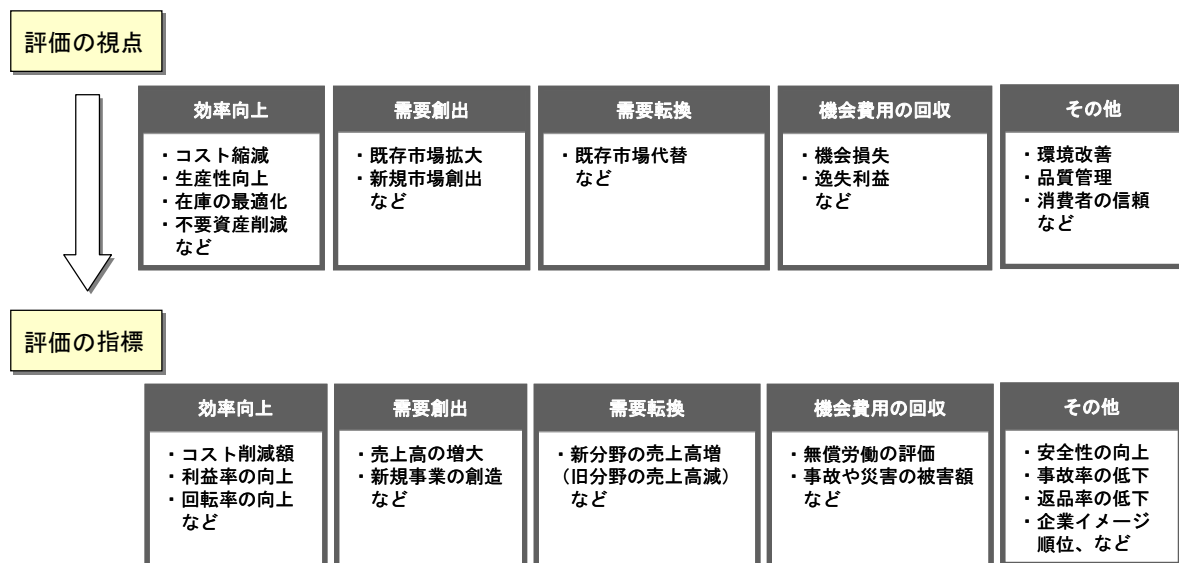 評価の視点
効率向上
・コスト縮減
・生産性向上
・在庫の最適化
・不要資産削減
など
需要創出
・既存市場拡大
・新規市場創出
など
需要転換
・既存市場代替
など
機会費用の回収
・機会損失
・逸失利益
など
その他
・環境改善
・品質管理
・消費者の信頼
など
評価の指標
効率向上
・コスト削減額
・利益率の向上
・回転率の向上
など
需要創出
・売上高の増大
・新規事業の創造
など
需要転換
・新分野の売上高増
（旧分野の売上高減）
など
機会費用の回収
・無償労働の評価
・事故や災害の被害額
など
その他
・安全性の向上
・事故率の低下
・返品率の低下
・企業イメージ
順位、など